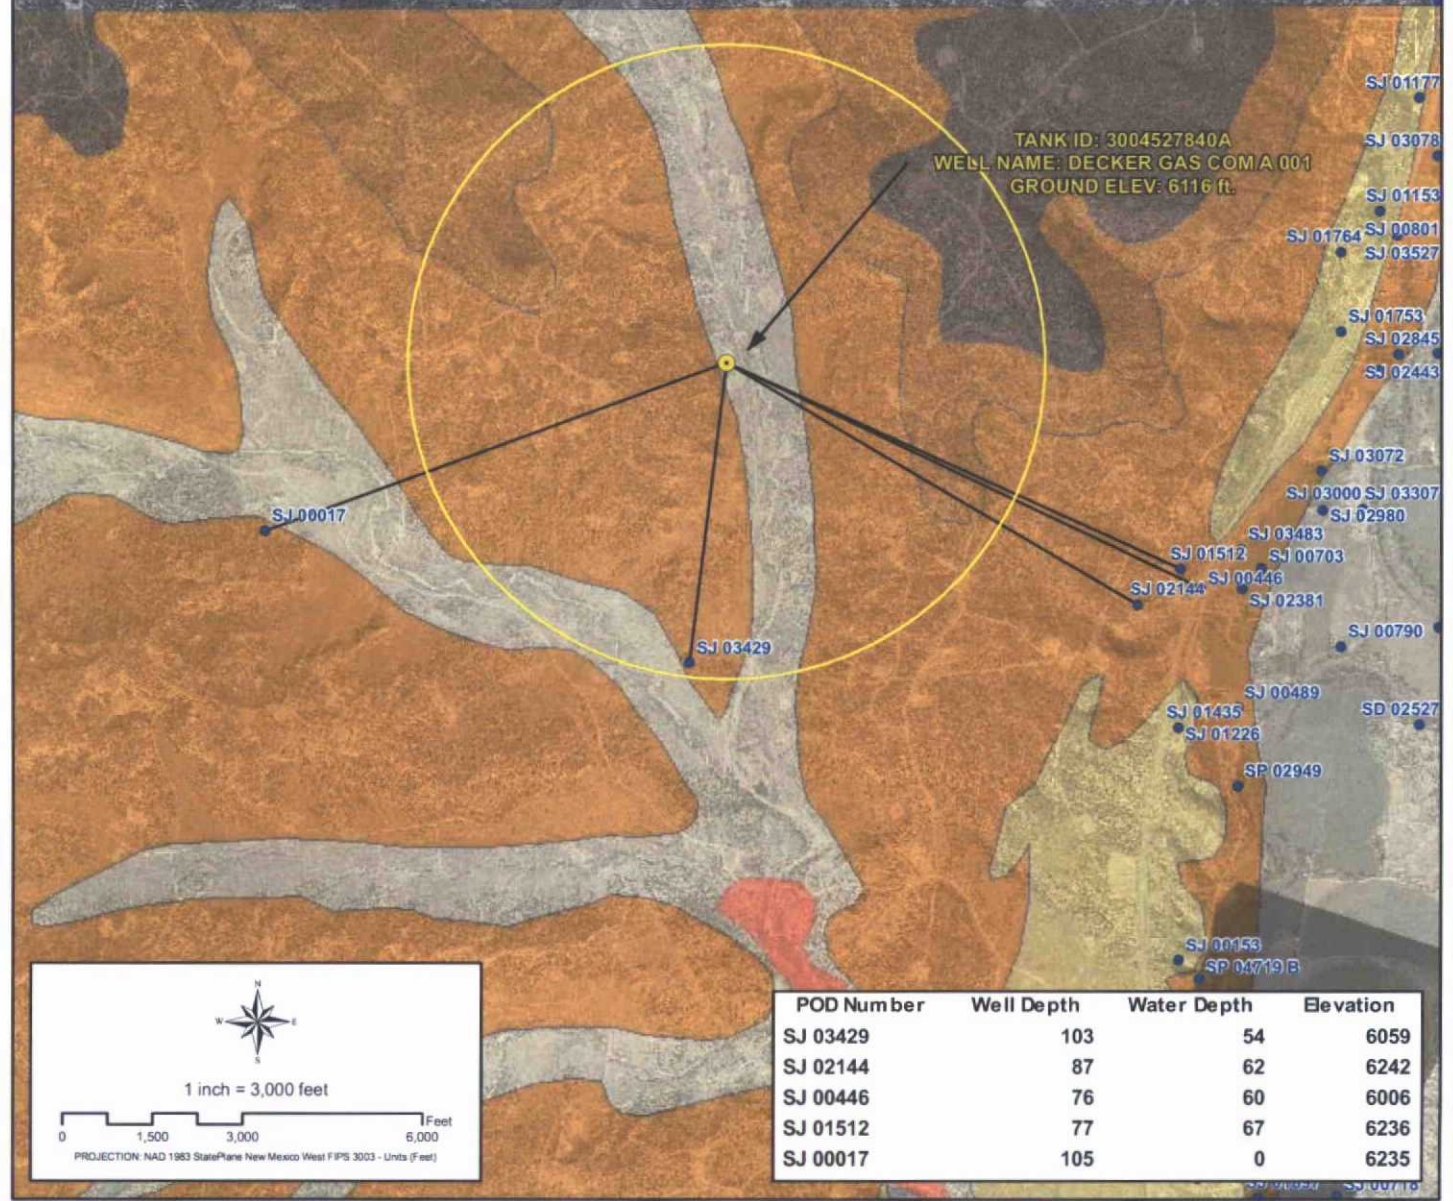 SJ 01177
SJ 03078
TANK ID: 3004527840A
WELL NAME: DECKER GAS COM A 001
GROUND ELEV: 6116 ft.
SJ 01153
SJ 01764
SJ 00801
SJ 03527
SJ 01753
SJ 02845
SJ 02443
SJ 03072
SJ 03000 SJ 03307
SJ 02980
SJ 00017
SJ 03483
SJ 01512
SJ 00703
SJ 00446
SJ 02144
SJ 02381
SJ 03429
SJ 00790
SJ 00489
SJ 01435
SD 02527
SJ 01226
SP 02949
SJ 00153
SP 04719 B
N
W E
S
1 inch = 3,000 feet
Feet
0 1,500 3,000 6,000
PROJECTION: NAD 1983 StatePlane New Mexico West FIPS 3003 - Units (Feet)
POD Number Well Depth Water Depth Elevation
SJ 03429 103 54 6059
SJ 02144 87 62 6242
SJ 00446 76 60 6006
SJ 01512 77 67 6236
SJ 00017 105 0 6235
SJ 00718